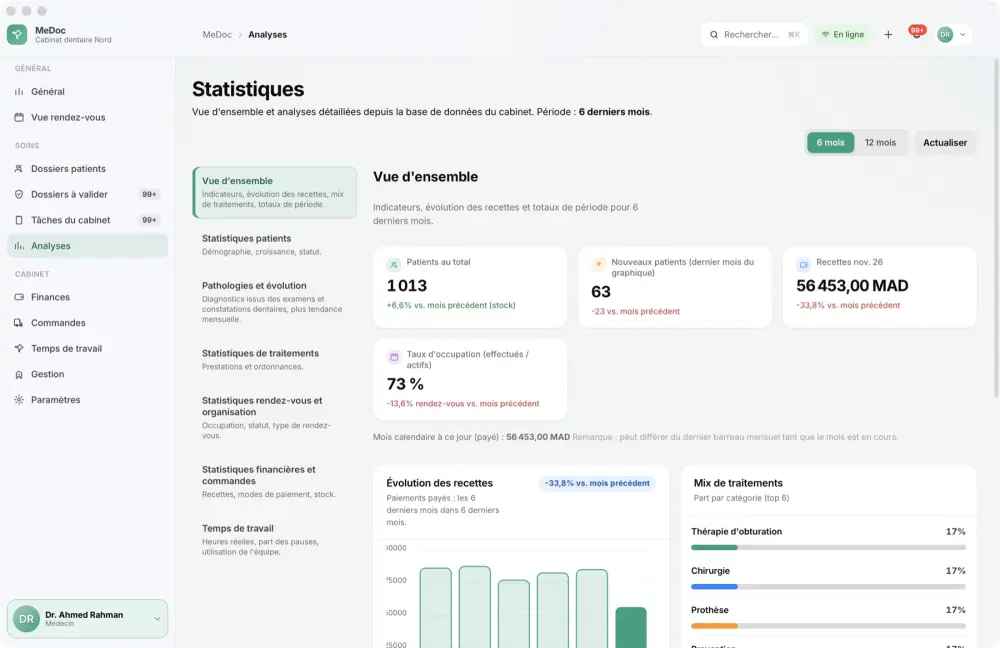 MeDoc
Cabinet dentaire Nord
MeDoc > Analyses
Rechercher... ⌘K
En ligne
99+
DR
GÉNÉRAL
Général
Vue rendez-vous
SOINS
Dossiers patients
Dossiers à valider 99+
Tâches du cabinet 99+
Analyses
CABINET
Finances
Commandes
Temps de travail
Gestion
Paramètres
DR
Dr. Ahmed Rahman
Medecin
Statistiques
Vue d'ensemble et analyses détaillées depuis la base de données du cabinet. Période : 6 derniers mois.
6 mois
12 mois
Actualiser
Vue d'ensemble
Indicateurs, évolution des recettes, mix
de traitements, totaux de période.
Statistiques patients
Démographie, croissance, statut.
Pathologies et évolution
Diagnostics issus des examens et
constatations dentaires, plus tendance
mensuelle.
Statistiques de traitements
Prestations et ordonnances.
Statistiques rendez-vous et
organisation
Occupation, statut, type de rendez-
vous.
Statistiques financières et
commandes
Recettes, modes de paiement, stock.
Temps de travail
Heures réelles, part des pauses,
utilisation de l'équipe.
Vue d'ensemble
Indicateurs, évolution des recettes et totaux de période pour 6
derniers mois.
Patients au total
1 013
+6,6% vs. mois précédent (stock)
Nouveaux patients (dernier mois du
graphique)
63
-23 vs. mois précédent
Recettes nov. 26
56 453,00 MAD
-33,8% vs. mois précédent
Taux d'occupation (effectués /
actifs)
73 %
-13,6% rendez-vous vs. mois précédent
Mois calendaire à ce jour (payé) : 56 453,00 MAD Remarque : peut différer du dernier barreau mensuel tant que le mois est en cours.
Évolution des recettes
-33,8% vs. mois précédent
Paiements payés : les 6
derniers mois dans 6 derniers
mois.
00000
75000
50000
25000
Mix de traitements
Part par catégorie (top 6)
Thérapie d'obturation 17%
Chirurgie 17%
Prothèse 17%